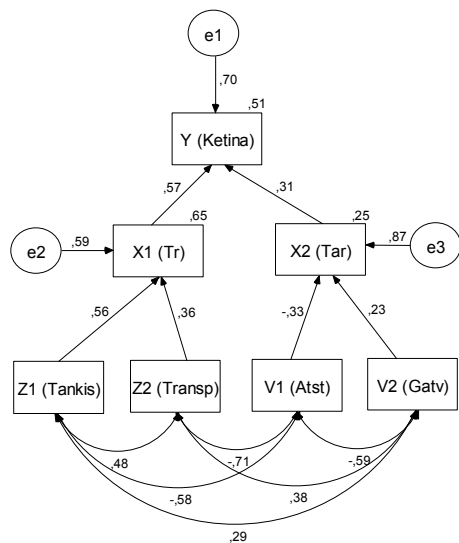 e1
,70
,51
Y (Ketina)
,57
,31
,65
,25
e2
,59
X1 (Tr)
X2 (Tar)
,87
e3
,56
,36
-,33
,23
Z1 (Tankis)
Z2 (Transp)
V1 (Atst)
V2 (Gatv)
,48
-,71
-,59
-,58
,38
,29